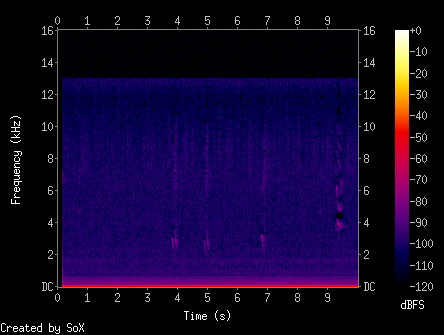 0 1 2 3 4 5 6 7 8 9
16 16 +0
14 14 -10
12 12 -20
10 10 -30
8 8 -40
6 6 -50
4 4 -60
2 2 -70
DC DC -80
-90
-100
-110
-120
Frequency (kHz)
0 1 2 3 4 5 6 7 8 9
Time (s)
dBFS
Created by SoX